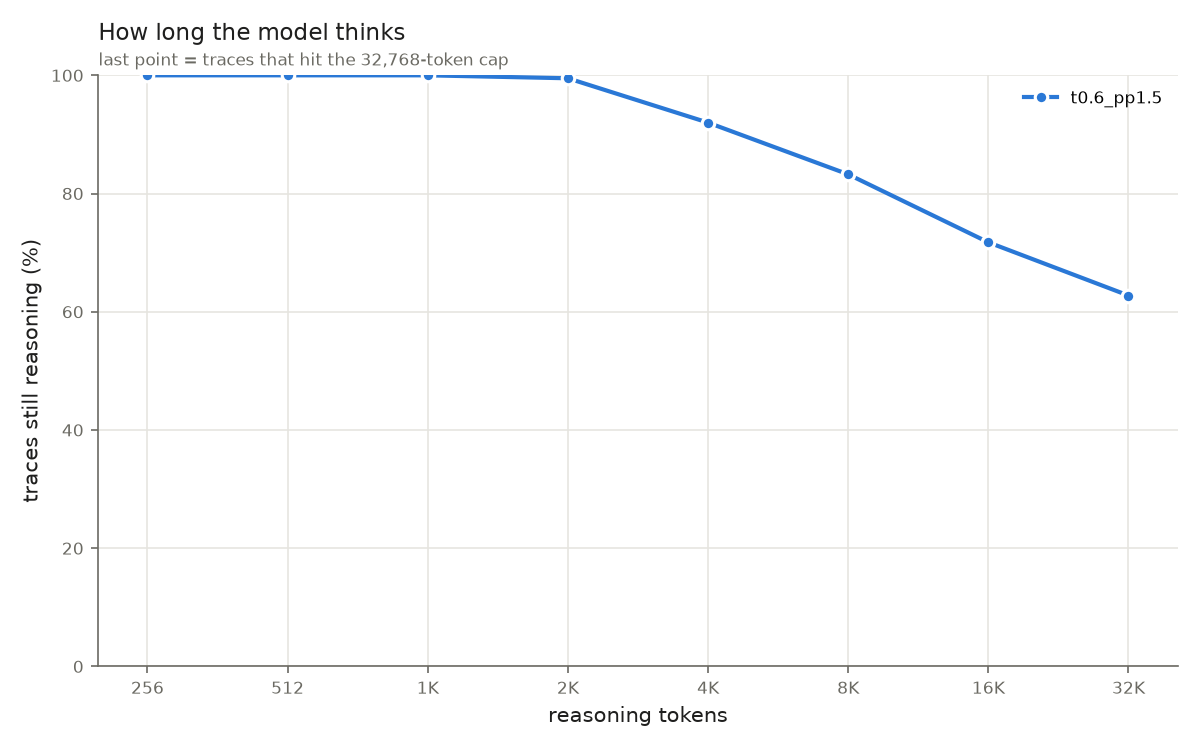 How long the model thinks
last point = traces that hit the 32,768-token cap
t0.6_pp1.5
traces still reasoning (%)
100
80
60
40
20
0
256 512 1K 2K 4K 8K 16K 32K
reasoning tokens